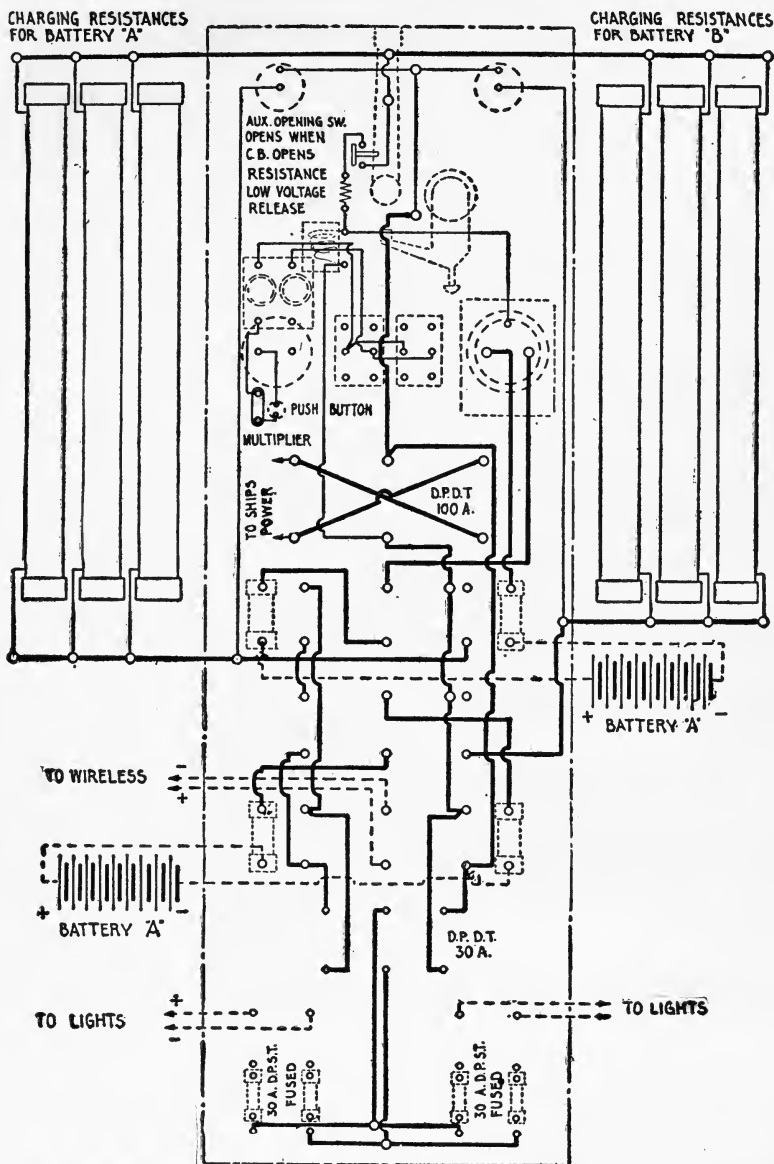 CHARGING RESISTANCES
FOR BATTERY "A"
CHARGING RESISTANCES
FOR BATTERY "B"
AUX. OPENING SW.
OPENS WHEN
C.B. OPENS
RESISTANCE
LOW VOLTAGE
RELEASE
PUSH BUTTON
MULTIPLIER
TO SHIPS
POWER
D.P.D.T
100 A.
+ -
BATTERY "A"
TO WIRELESS
-
+
+ -
BATTERY "A"
D.P.D.T.
30 A.
TO LIGHTS
+
-
TO LIGHTS
30 A. D.P.S.T.
FUSED
30 A. D.P.S.T.
FUSED